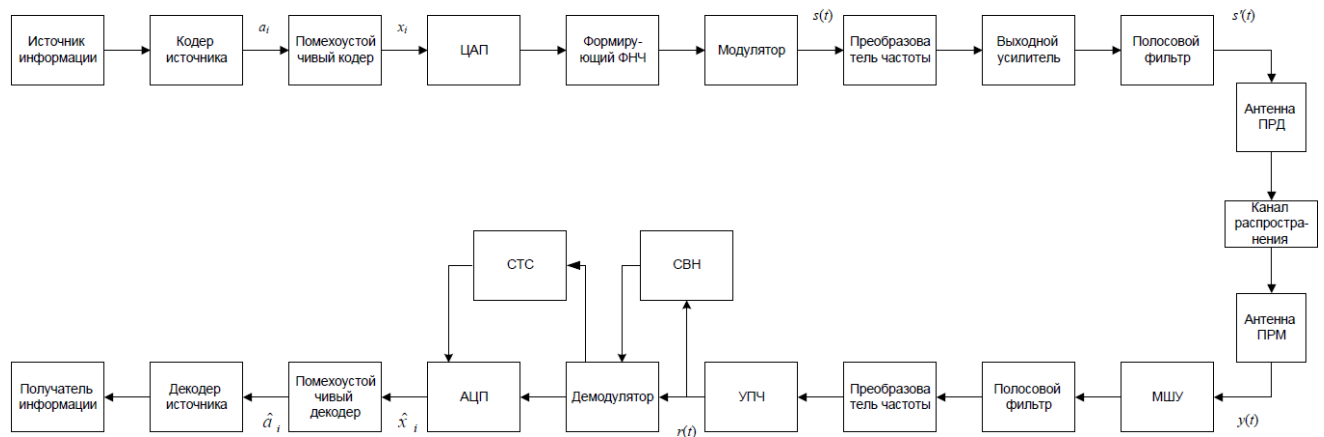 s(t)
s'(t)
a_i
x_i
Источник
информации
Кодер
источника
Помехоустой
чивый кодер
ЦАП
Формиру-
ющий ФНЧ
Модулятор
Преобразова
тель частоты
Выходной
усилитель
Полосовой
фильтр
Антенна
ПРД
Канал
распростра-
нения
СТС
СВН
Антенна
ПРМ
Получатель
информации
Декодер
источника
Помехоустой
чивый
декодер
АЦП
Демодулятор
УПЧ
Преобразова
тель частоты
Полосовой
фильтр
МШУ
â_i
x̂_i
r(t)
y(t)